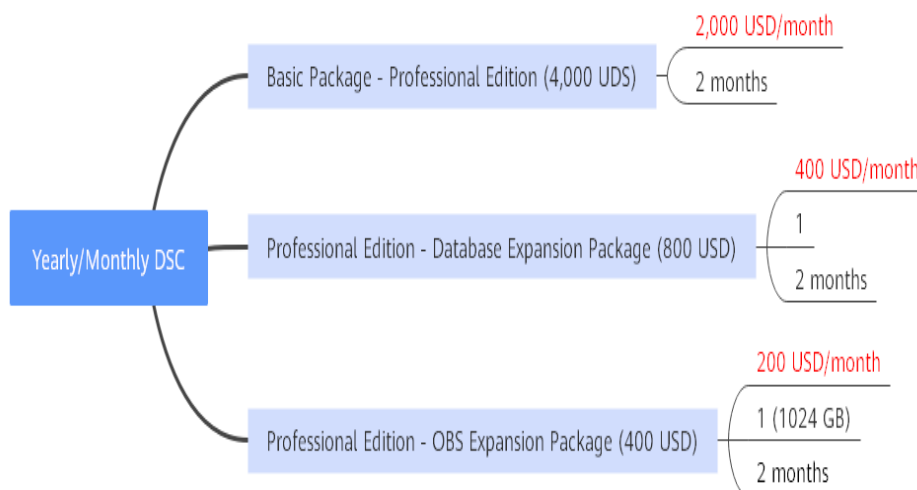 2,000 USD/month
Basic Package - Professional Edition (4,000 UDS)
2 months
400 USD/month
Yearly/Monthly DSC
Professional Edition - Database Expansion Package (800 USD)
1
2 months
200 USD/month
Professional Edition - OBS Expansion Package (400 USD)
1 (1024 GB)
2 months